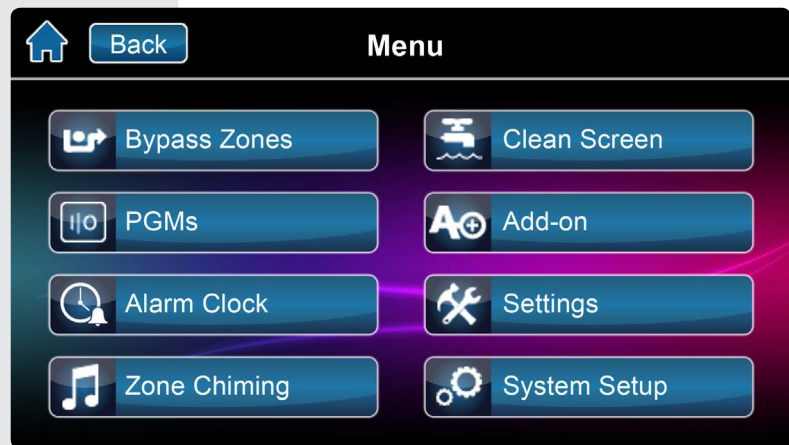 Back
Menu
Bypass Zones
Clean Screen
PGMs
Add-on
Alarm Clock
Settings
Zone Chiming
System Setup